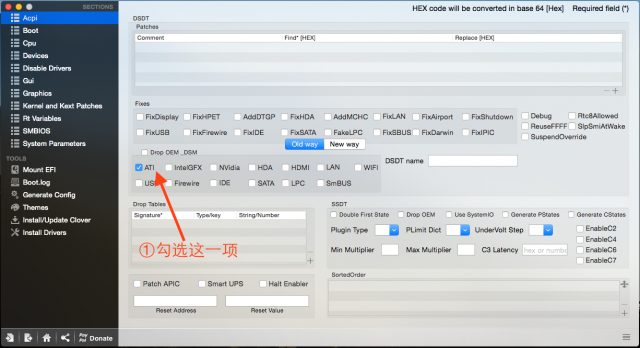 SECTIONS
HEX code will be converted in base 64 [Hex] Required field (*)
Acpi
Boot
Cpu
Devices
Disable Drivers
Gui
Graphics
Kernel and Kext Patches
Rt Variables
SMBIOS
System Parameters
TOOLS
Mount EFI
Boot.log
Generate Config
Themes
Install/Update Clover
Install Drivers
Donate
DSDT
Patches
Comment Find* [HEX] Replace [HEX]
Fixes
FixDisplay FixHPET AddDTGP FixHDA AddMCHC FixLAN FixAirport FixShutdown
FixUSB FixFirewire FixIDE FixSATA FakeLPC FixSBUS FixDarwin FixIPIC
Old way New way
Debug Rtc8Allowed
ReuseFFFF SlpSmiAtWake
SuspendOverride
Drop OEM _DSM
ATI IntelGFX NVidia HDA HDMI LAN WIFI
USB Firewire IDE SATA LPC SmBUS
DSDT name
Drop Tables
Signature* Type/key String/Number
①勾选这一项
SSDT
Double First State Drop OEM Use SystemIO Generate PStates Generate CStates
Plugin Type PLimit Dict UnderVolt Step
Min Multiplier Max Multiplier C3 Latency hex or numbe
EnableC2
EnableC4
EnableC6
EnableC7
Patch APIC Smart UPS Halt Enabler
Reset Address Reset Value
SortedOrder